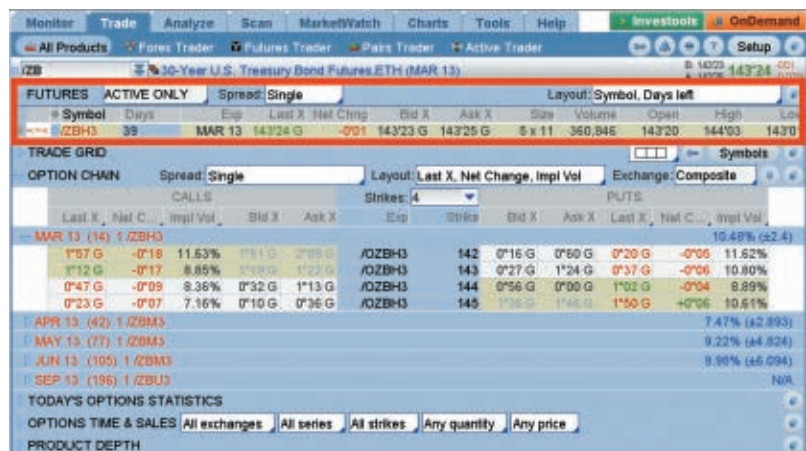 Monitor Trade Analyze Scan MarketWatch Charts Tools Help Investools OnDemand
All Products Forex Trader Futures Trader Pairs Trader Active Trader Setup
/ZB 30-Year U.S. Treasury Bond Futures,ETH (MAR 13) 143'24
FUTURES ACTIVE ONLY Spread: Single Layout: Symbol, Days left
Symbol Days Exp Last X Net Chng Bid X Ask X Size Volume Open High Lo
/ZBH3 39 MAR 13 143'24 G -0'01 143'23 G 143'25 G 5 x 11 360,846 143'20 144'03 143'0
TRADE GRID Symbols
OPTION CHAIN Spread: Single Layout: Last X, Net Change, Impl Vol Exchange: Composite
CALLS Strikes: 4 PUTS
Last X Net C... Impl Vol Bid X Ask X Exp Strike Bid X Ask X Last X Net C... Impl Vol
MAR 13 (14) 1 /ZBH3 10.48% (±2.4)
1"57 G -0"18 11.63% /OZBH3 142 0"16 G 0"60 G 0"20 G -0"05 11.62%
1"12 G -0"17 8.85% /OZBH3 143 0"27 G 1"24 G 0"37 G -0"06 10.80%
0"47 G -0"09 8.36% 0"32 G 1"13 G /OZBH3 144 0"56 G 0"00 G 1"02 G -0"04 8.89%
0"23 G -0"07 7.16% 0"10 G 0"36 G /OZBH3 145 1"50 G +0"06 10.61%
APR 13 (42) 1 /ZBM3 7.47% (±2.893)
MAY 13 (77) 1 /ZBM3 9.22% (±4.824)
JUN 13 (105) 1 /ZBM3 9.98% (±6.094)
SEP 13 (196) 1 /ZBU3 N/A
TODAY'S OPTIONS STATISTICS
OPTIONS TIME & SALES All exchanges All series All strikes Any quantity Any price
PRODUCT DEPTH